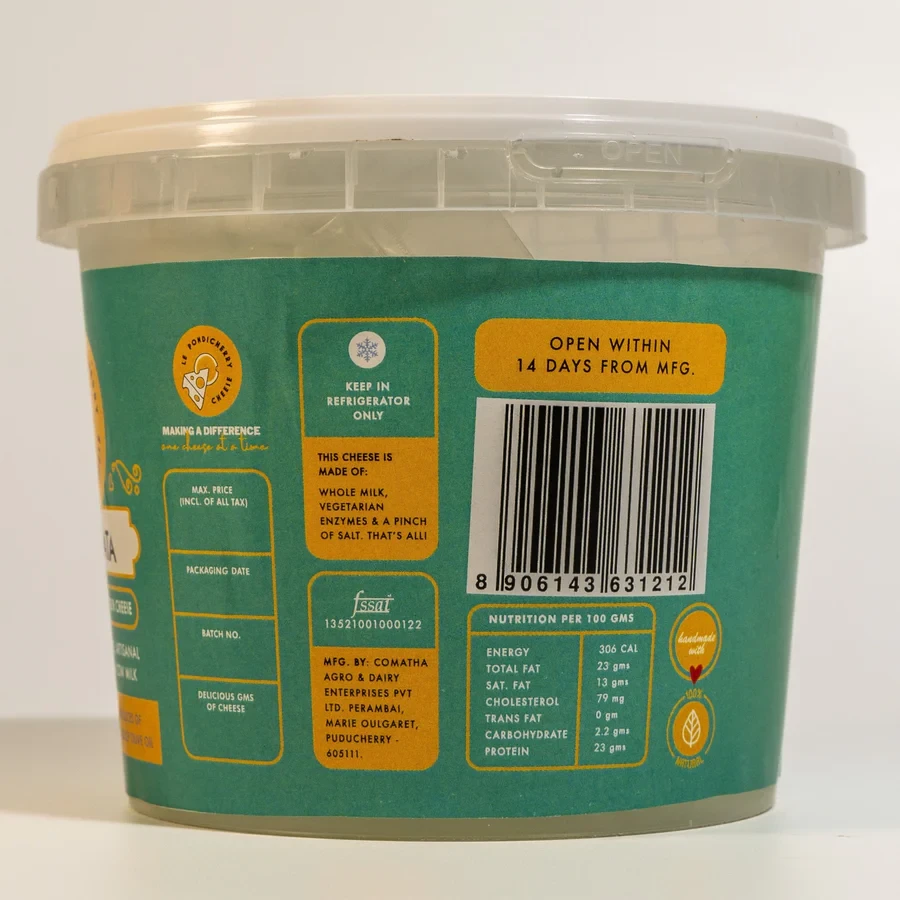 OPEN
LE PONDICHERRY
CHEESE
MAKING A DIFFERENCE
one cheese at a time
MAX. PRICE
(INCL. OF ALL TAX)
PACKAGING DATE
BATCH NO.
DELICIOUS GMS
OF CHEESE
KEEP IN
REFRIGERATOR
ONLY
THIS CHEESE IS
MADE OF:
WHOLE MILK,
VEGETARIAN
ENZYMES & A PINCH
OF SALT. THAT'S ALL!
fssai
13521001000122
MFG. BY: COMATHA
AGRO & DAIRY
ENTERPRISES PVT
LTD. PERAMBAI,
MARIE OULGARET,
PUDUCHERRY -
605111.
OPEN WITHIN
14 DAYS FROM MFG.
8 906143 631212
NUTRITION PER 100 GMS
ENERGY 306 CAL
TOTAL FAT 23 gms
SAT. FAT 13 gms
CHOLESTEROL 79 mg
TRANS FAT 0 gm
CARBOHYDRATE 2.2 gms
PROTEIN 23 gms
handmade
with
100%
NATURAL
CHEESE
MILK